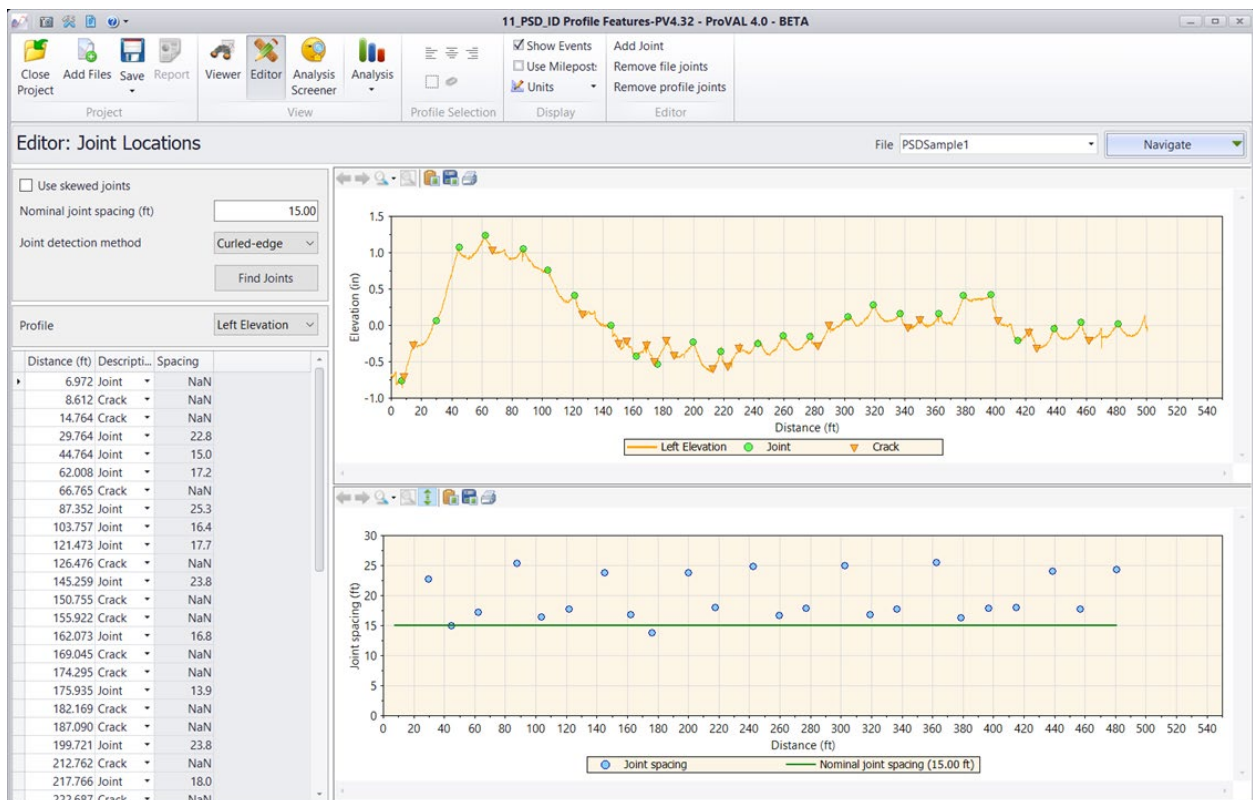 11_PSD_ID Profile Features-PV4.32 - ProVAL 4.0 - BETA
Close Project
Add Files
Save
Report
Project
Viewer
Editor
Analysis Screener
View
Analysis
Profile Selection
Show Events
Use Milepost:
Units
Display
Add Joint
Remove file joints
Remove profile joints
Editor
Editor: Joint Locations
File PSDSample1
Navigate
Use skewed joints
Nominal joint spacing (ft) 15.00
Joint detection method Curled-edge
Find Joints
Profile Left Elevation
Distance (ft) Descripti... Spacing
6.972 Joint NaN
8.612 Crack NaN
14.764 Crack NaN
29.764 Joint 22.8
44.764 Joint 15.0
62.008 Joint 17.2
66.765 Crack NaN
87.352 Joint 25.3
103.757 Joint 16.4
121.473 Joint 17.7
126.476 Crack NaN
145.259 Joint 23.8
150.755 Crack NaN
155.922 Crack NaN
162.073 Joint 16.8
169.045 Crack NaN
174.295 Crack NaN
175.935 Joint 13.9
182.169 Crack NaN
187.090 Crack NaN
199.721 Joint 23.8
212.762 Crack NaN
217.766 Joint 18.0
222.687 Crack NaN
Elevation (in)
1.5
1.0
0.5
0.0
-0.5
-1.0
0 20 40 60 80 100 120 140 160 180 200 220 240 260 280 300 320 340 360 380 400 420 440 460 480 500 520 540
Distance (ft)
Left Elevation Joint Crack
Joint spacing (ft)
30
25
20
15
10
5
0
0 20 40 60 80 100 120 140 160 180 200 220 240 260 280 300 320 340 360 380 400 420 440 460 480 500 520 540
Distance (ft)
Joint spacing Nominal joint spacing (15.00 ft)